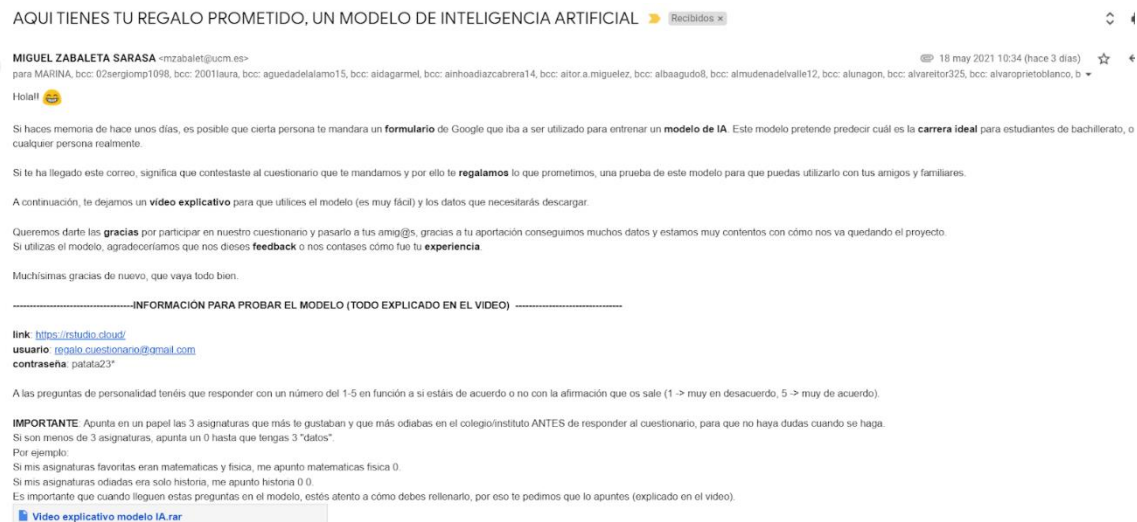 AQUI TIENES TU REGALO PROMETIDO, UN MODELO DE INTELIGENCIA ARTIFICIAL Recibidos ×
MIGUEL ZABALETA SARASA <mzabalet@ucm.es> 18 may 2021 10:34 (hace 3 días)
para MARINA, bcc: 02sergiomp1098, bcc: 2001laura, bcc: aguedadelalamo15, bcc: aidagarmel, bcc: ainhoadiazcabrera14, bcc: aitor.a.miguelez, bcc: albaagudo8, bcc: almudenadelvalle12, bcc: alunagon, bcc: alvareitor325, bcc: alvaroprietoblanco, b
Hola!!
Si haces memoria de hace unos días, es posible que cierta persona te mandara un formulario de Google que iba a ser utilizado para entrenar un modelo de IA. Este modelo pretende predecir cuál es la carrera ideal para estudiantes de bachillerato, o
cualquier persona realmente.
Si te ha llegado este correo, significa que contestaste al cuestionario que te mandamos y por ello te regalamos lo que prometimos, una prueba de este modelo para que puedas utilizarlo con tus amigos y familiares.
A continuación, te dejamos un vídeo explicativo para que utilices el modelo (es muy fácil) y los datos que necesitarás descargar.
Queremos darte las gracias por participar en nuestro cuestionario y pasarlo a tus amig@s, gracias a tu aportación conseguimos muchos datos y estamos muy contentos con cómo nos va quedando el proyecto.
Si utilizas el modelo, agradeceríamos que nos dieses feedback o nos contases cómo fue tu experiencia.
Muchísimas gracias de nuevo, que vaya todo bien.
------------------------------------INFORMACIÓN PARA PROBAR EL MODELO (TODO EXPLICADO EN EL VIDEO) --------------------------------
link: https://rstudio.cloud/
usuario: regalo.cuestionario@gmail.com
contraseña: patata23*
A las preguntas de personalidad tenéis que responder con un número del 1-5 en función a si estáis de acuerdo o no con la afirmación que os sale (1 -> muy en desacuerdo, 5 -> muy de acuerdo).
IMPORTANTE: Apunta en un papel las 3 asignaturas que más te gustaban y que más odiabas en el colegio/instituto ANTES de responder al cuestionario, para que no haya dudas cuando se haga.
Si son menos de 3 asignaturas, apunta un 0 hasta que tengas 3 "datos".
Por ejemplo:
Si mis asignaturas favoritas eran matematicas y fisica, me apunto matematicas fisica 0.
Si mis asignaturas odiadas era solo historia, me apunto historia 0 0.
Es importante que cuando lleguen estas preguntas en el modelo, estés atento a cómo debes rellenarlo, por eso te pedimos que lo apuntes (explicado en el video).
Video explicativo modelo IA.rar